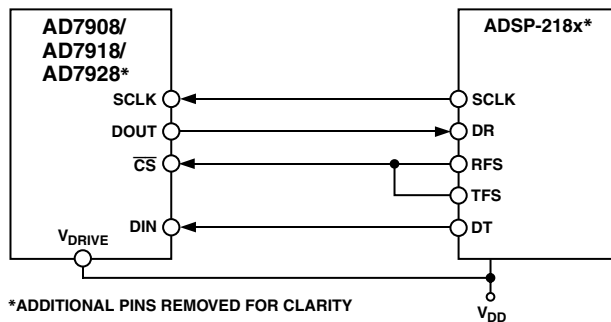 AD7908/
AD7918/
AD7928*
ADSP-218x*
SCLK
SCLK
DOUT
DR
CS
RFS
TFS
DIN
DT
VDRIVE
VDD
*ADDITIONAL PINS REMOVED FOR CLARITY